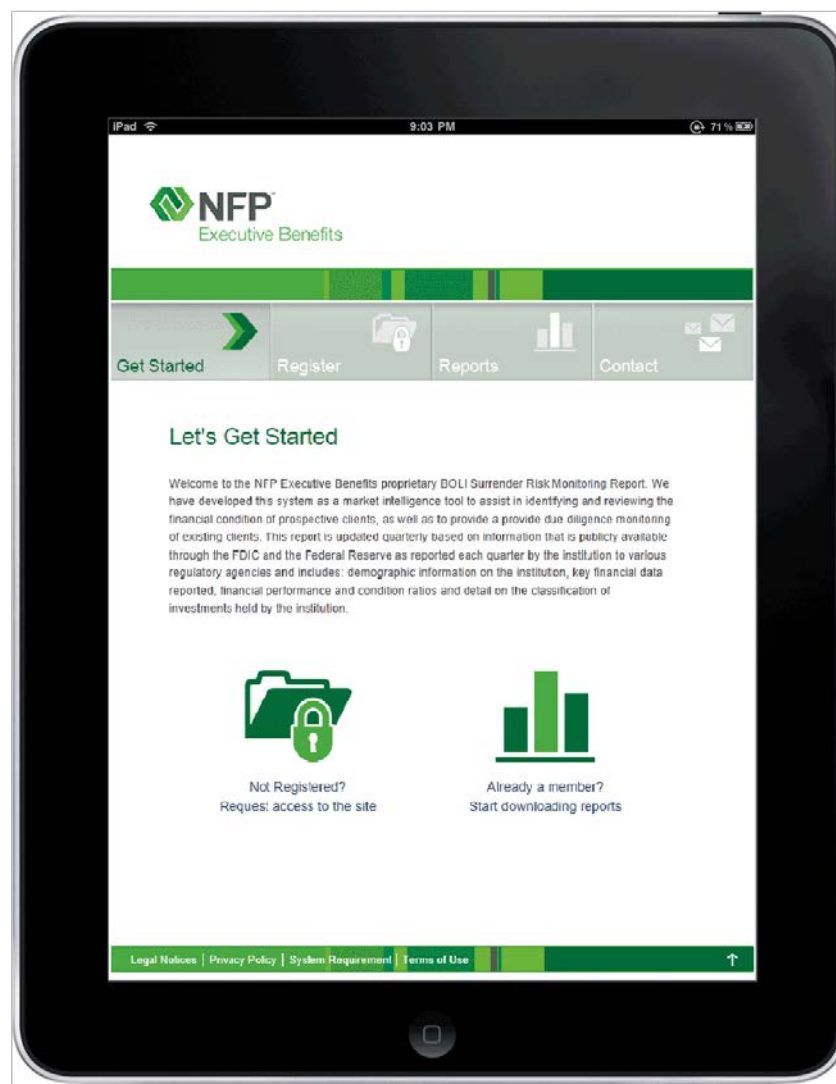 iPad
9:03 PM
71%
NFP™
Executive Benefits
Get Started
Register
Reports
Contact
Let's Get Started
Welcome to the NFP Executive Benefits proprietary BOLI Surrender Risk Monitoring Report. We
have developed this system as a market intelligence tool to assist in identifying and reviewing the
financial condition of prospective clients, as well as to provide a provide due diligence monitoring
of existing clients. This report is updated quarterly based on information that is publicly available
through the FDIC and the Federal Reserve as reported each quarter by the institution to various
regulatory agencies and includes: demographic information on the institution, key financial data
reported, financial performance and condition ratios and detail on the classification of
investments held by the institution.
Not Registered?
Request access to the site
Already a member?
Start downloading reports
Legal Notices | Privacy Policy | System Requirement | Terms of Use